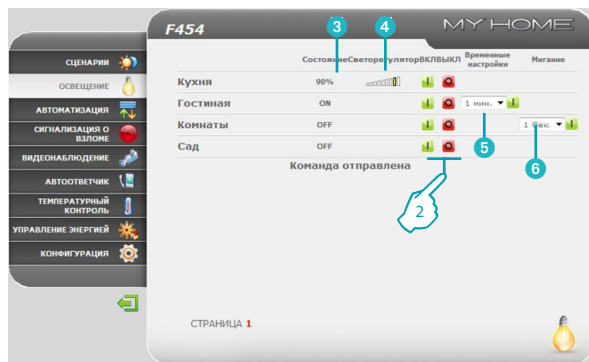 F454
3
4
MY HOME
Состояние Светорегулятор ВКЛ ВЫКЛ Временные настройки Мигание
СЦЕНАРИИ
ОСВЕЩЕНИЕ
АВТОМАТИЗАЦИЯ
СИГНАЛИЗАЦИЯ О
ВЗЛОМЕ
ВИДЕОНАБЛЮДЕНИЕ
АВТООТВЕТЧИК
ТЕМПЕРАТУРНЫЙ
КОНТРОЛЬ
УПРАВЛЕНИЕ ЭНЕРГИЕЙ
КОНФИГУРАЦИЯ
Кухня 90%
Гостиная ON 1 мин.
Комнаты OFF 1 Сек.
Сад OFF
5
6
Команда отправлена
2
СТРАНИЦА 1